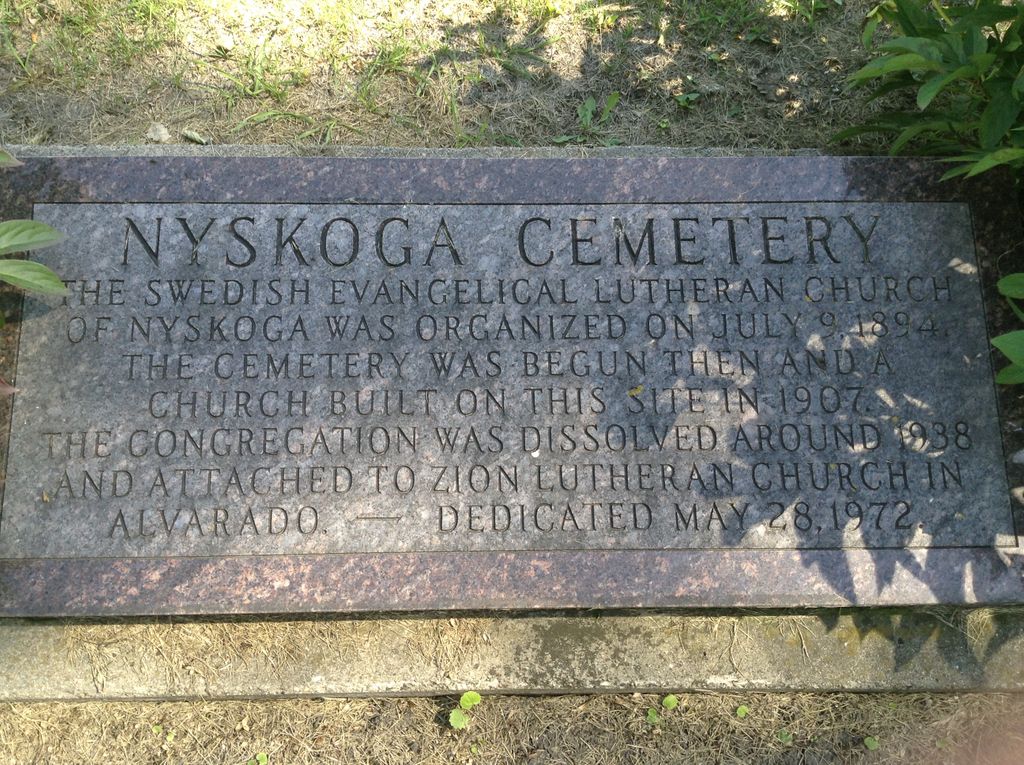 NYSKOGA CEMETERY
THE SWEDISH EVANGELICAL LUTHERAN CHURCH
OF NYSKOGA WAS ORGANIZED ON JULY 9, 1894.
THE CEMETERY WAS BEGUN THEN AND A
CHURCH BUILT ON THIS SITE IN 1907.
THE CONGREGATION WAS DISSOLVED AROUND 1938
AND ATTACHED TO ZION LUTHERAN CHURCH IN
ALVARADO. — DEDICATED MAY 28, 1972.